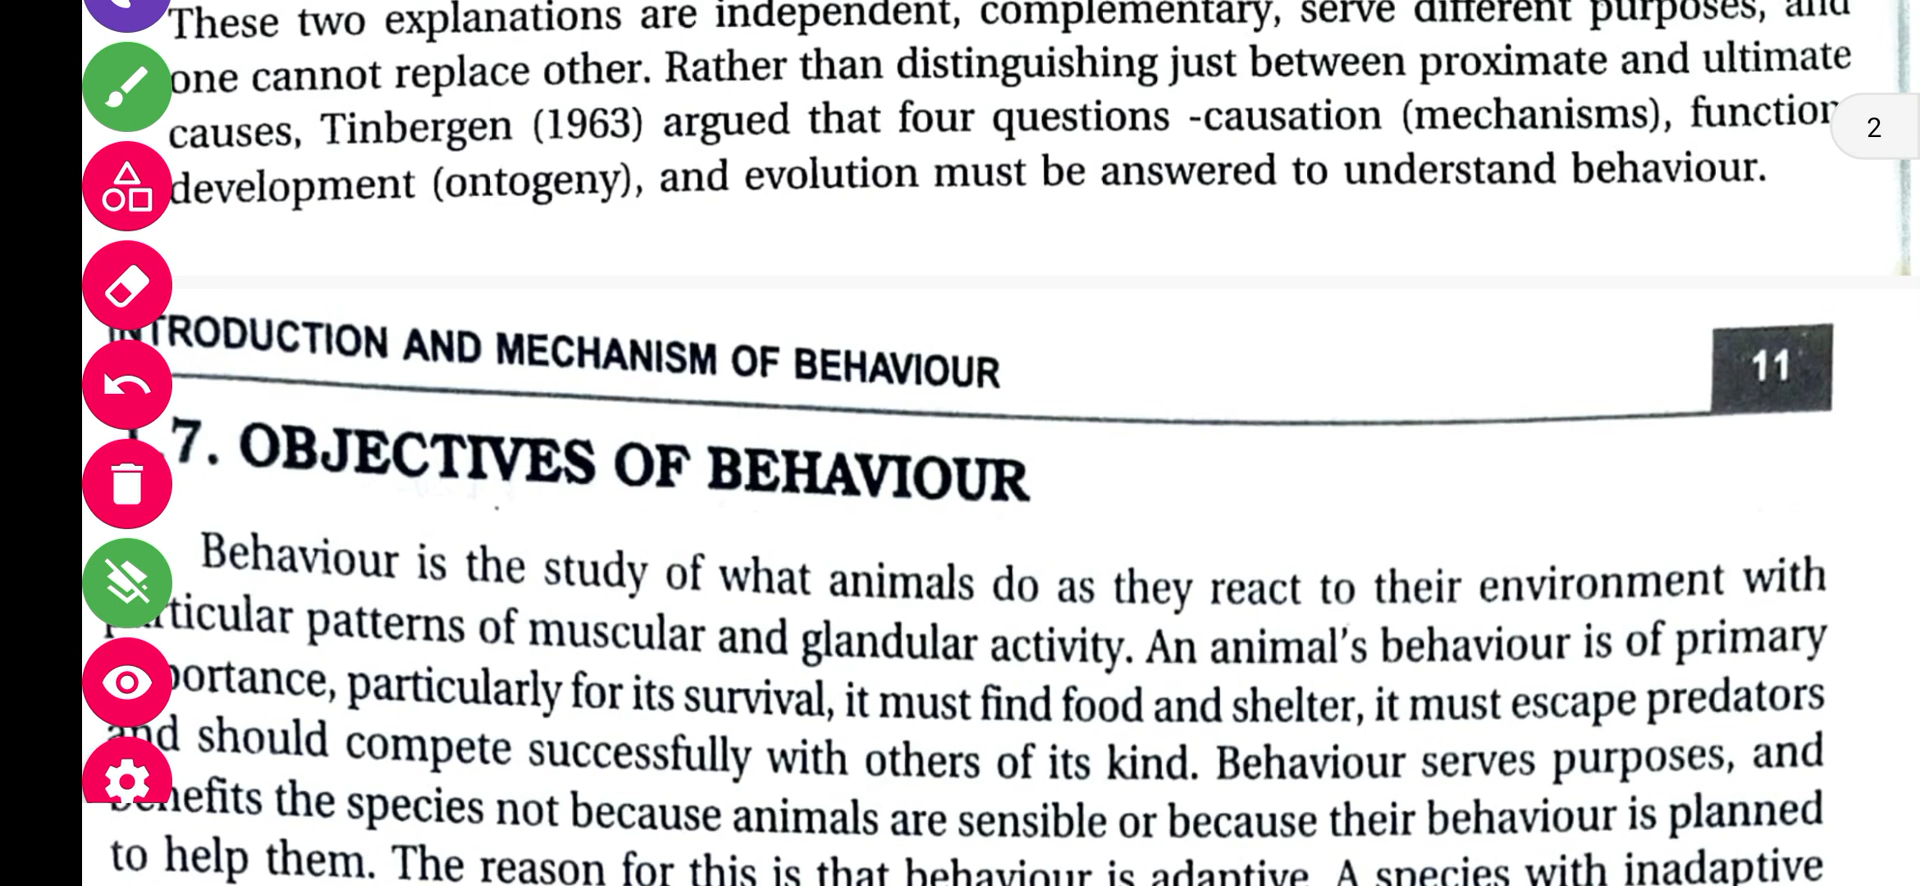 These two explanations are independent, complementary, serve different purposes, and
one cannot replace other. Rather than distinguishing just between proximate and ultimate
causes, Tinbergen (1963) argued that four questions -causation (mechanisms), function
development (ontogeny), and evolution must be answered to understand behaviour.
2
INTRODUCTION AND MECHANISM OF BEHAVIOUR
11
7. OBJECTIVES OF BEHAVIOUR
Behaviour is the study of what animals do as they react to their environment with
particular patterns of muscular and glandular activity. An animal's behaviour is of primary
portance, particularly for its survival, it must find food and shelter, it must escape predators
and should compete successfully with others of its kind. Behaviour serves purposes, and
benefits the species not because animals are sensible or because their behaviour is planned
to help them. The reason for this is that behaviour is adaptive. A species with inadaptive